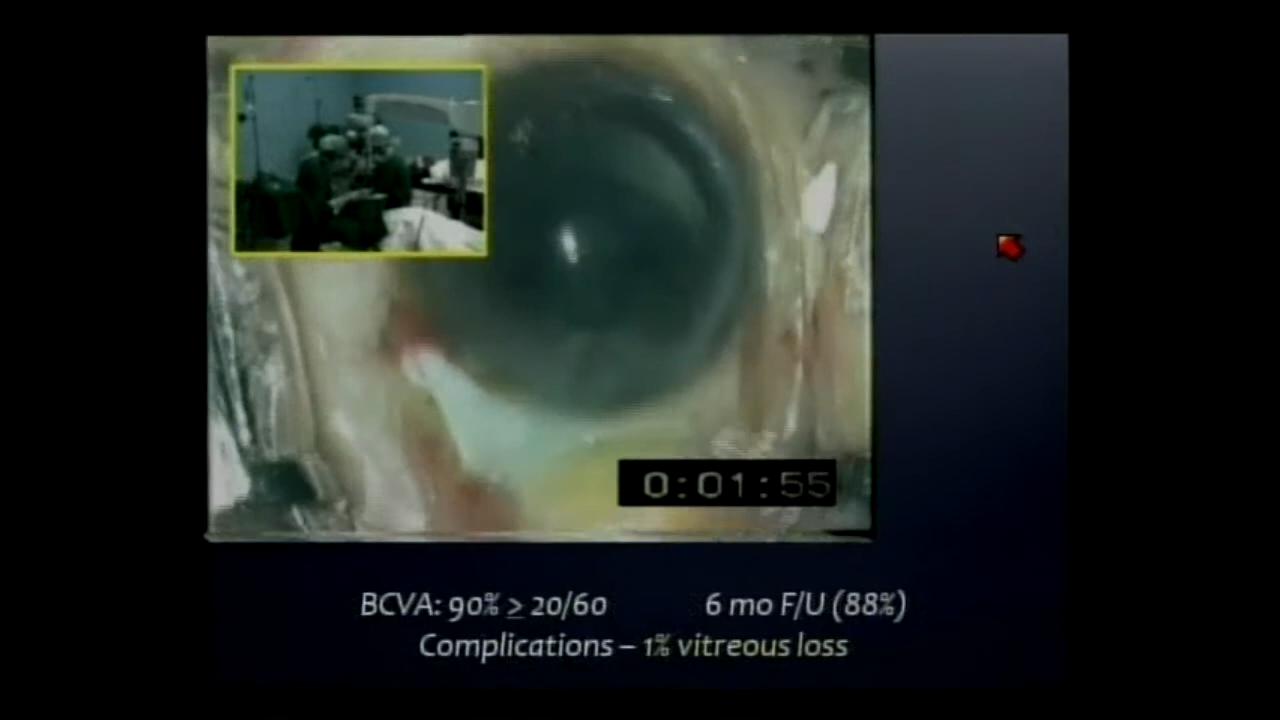 0:01:55
BCVA: 90% ≥ 20/60 6 mo F/U (88%)
Complications – 1% vitreous loss